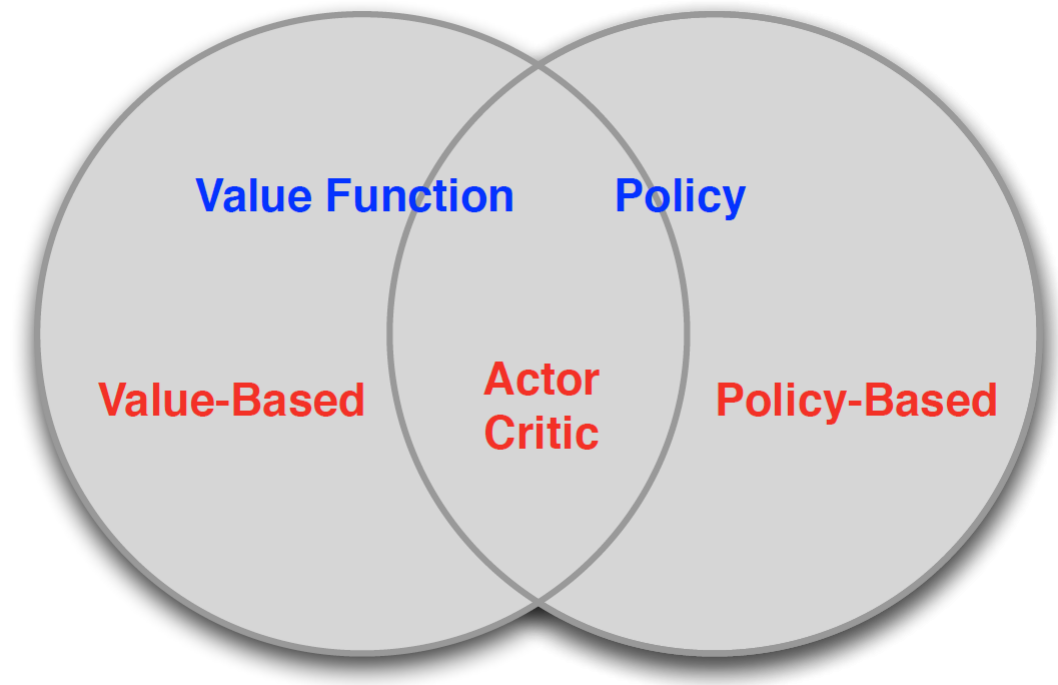 Value Function
Policy
Value-Based
Actor
Critic
Policy-Based